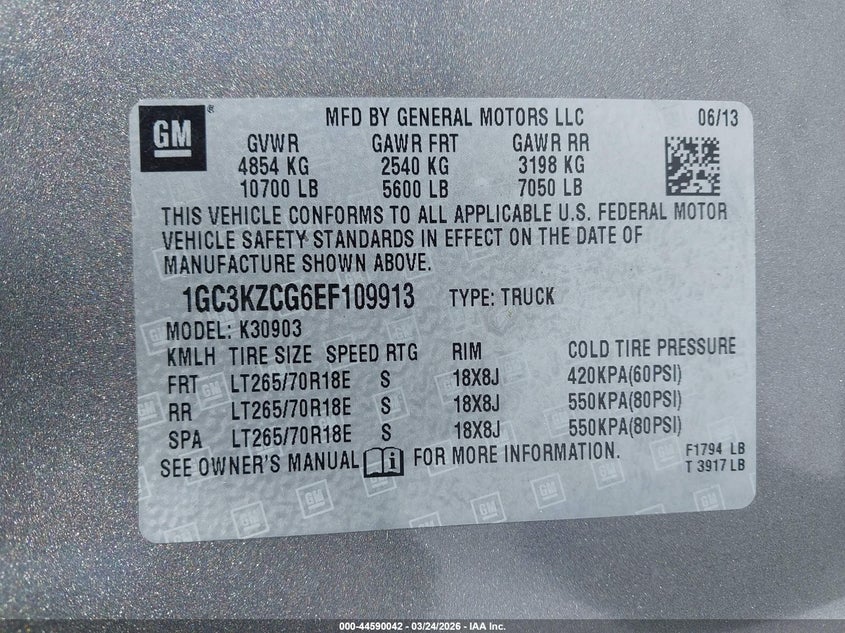 GM
MFD BY GENERAL MOTORS LLC 06/13
GVWR GAWR FRT GAWR RR
4854 KG 2540 KG 3198 KG
10700 LB 5600 LB 7050 LB
THIS VEHICLE CONFORMS TO ALL APPLICABLE U.S. FEDERAL MOTOR
VEHICLE SAFETY STANDARDS IN EFFECT ON THE DATE OF
MANUFACTURE SHOWN ABOVE.
1GC3KZCG6EF109913 TYPE: TRUCK
MODEL: K30903
KMLH TIRE SIZE SPEED RTG RIM COLD TIRE PRESSURE
FRT LT265/70R18E S 18X8J 420KPA(60PSI)
RR LT265/70R18E S 18X8J 550KPA(80PSI)
SPA LT265/70R18E S 18X8J 550KPA(80PSI)
SEE OWNER'S MANUAL FOR MORE INFORMATION.
F1794 LB
T 3917 LB
000-44590042 - 03/24/2026 - IAA Inc.